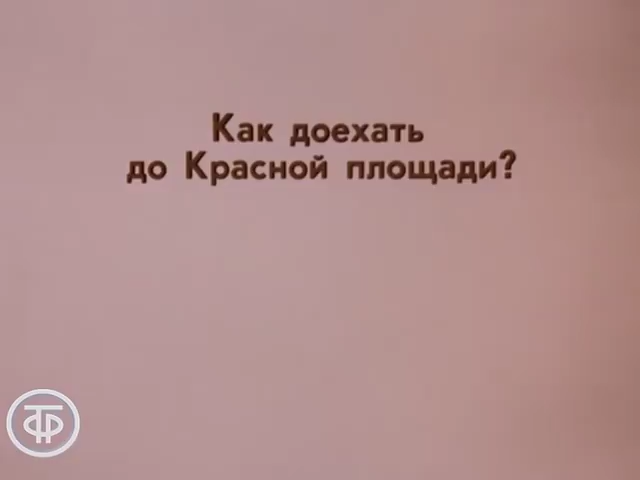 Как доехать
до Красной площади?